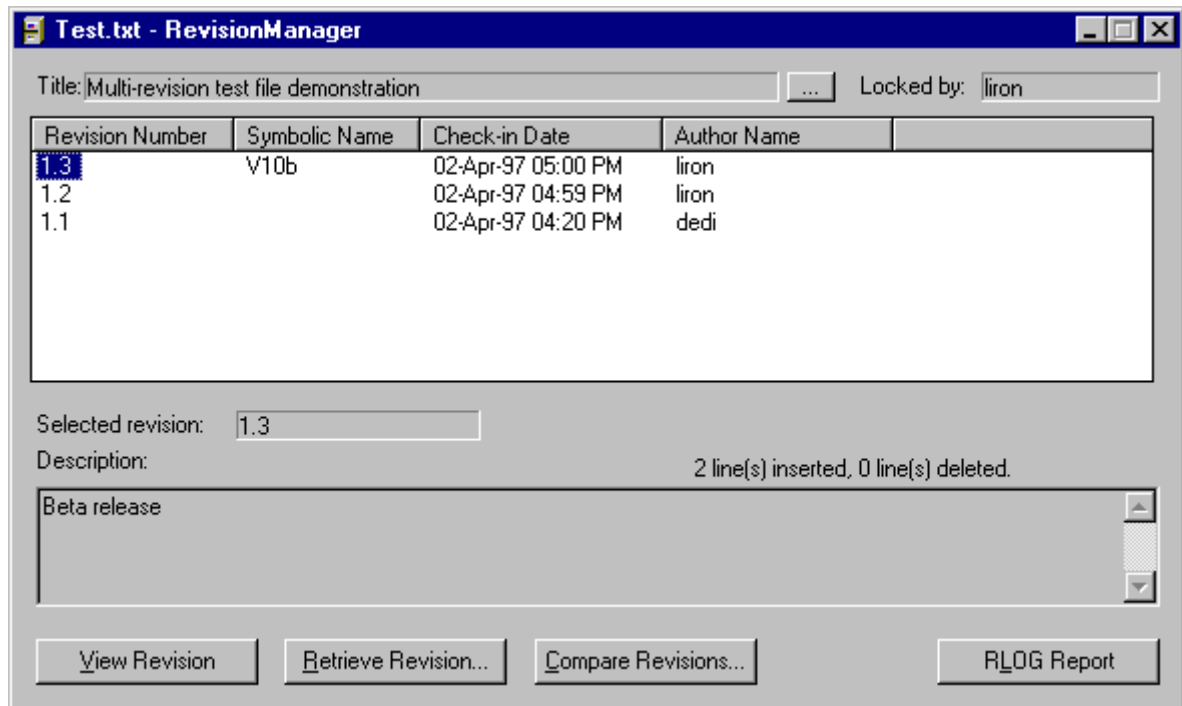 Test.txt - RevisionManager
Title: Multi-revision test file demonstration ... Locked by: liron
Revision Number Symbolic Name Check-in Date Author Name
1.3 V10b 02-Apr-97 05:00 PM liron
1.2 02-Apr-97 04:59 PM liron
1.1 02-Apr-97 04:20 PM dedi
Selected revision: 1.3
Description: 2 line(s) inserted, 0 line(s) deleted.
Beta release
View Revision Retrieve Revision... Compare Revisions... RLOG Report